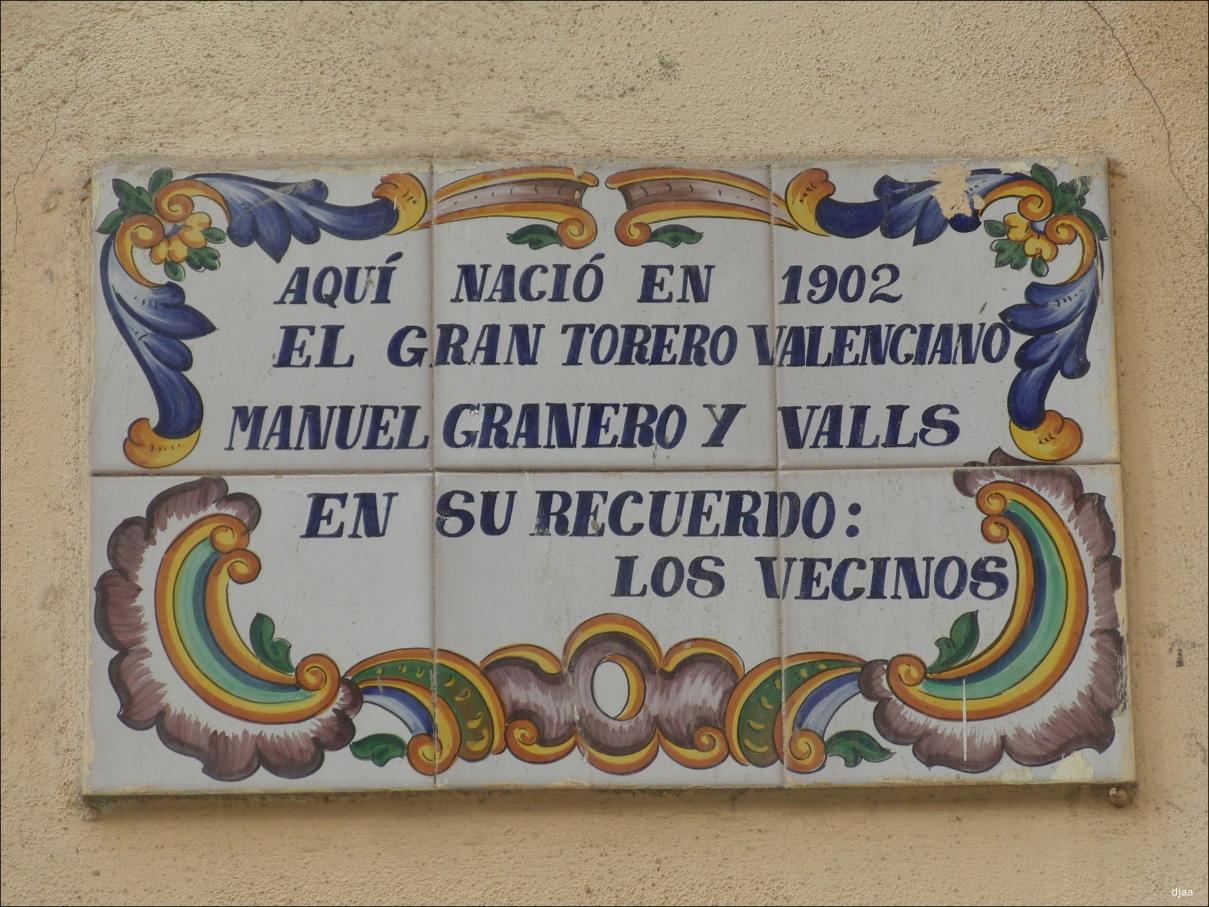 AQUÍ NACIÓ EN 1902
EL GRAN TORERO VALENCIANO
MANUEL GRANERO Y VALLS
EN SU RECUERDO:
LOS VECINOS
djaa